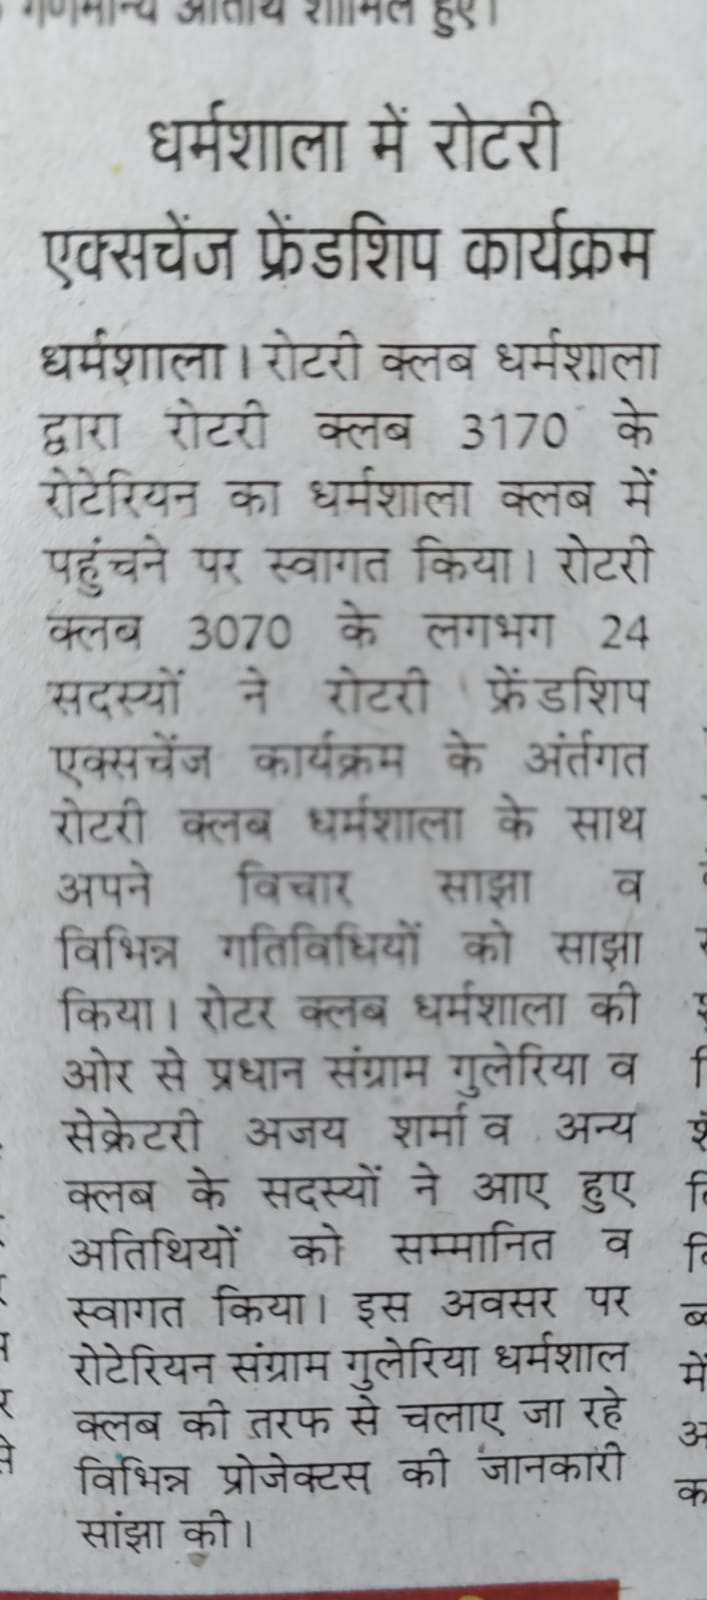 गणमान्य अतिथि शामिल हुए।
धर्मशाला में रोटरी
एक्सचेंज फ्रेंडशिप कार्यक्रम
धर्मशाला। रोटरी क्लब धर्मशाला
द्वारा रोटरी क्लब 3170 के
रोटेरियन का धर्मशाला क्लब में
पहुंचने पर स्वागत किया। रोटरी
क्लब 3070 के लगभग 24
सदस्यों ने रोटरी फ्रेंडशिप
एक्सचेंज कार्यक्रम के अंर्तगत
रोटरी क्लब धर्मशाला के साथ
अपने विचार साझा व
विभिन्न गतिविधियों को साझा
किया। रोटर क्लब धर्मशाला की
ओर से प्रधान संग्राम गुलेरिया व
सेक्रेटरी अजय शर्मा व अन्य
क्लब के सदस्यों ने आए हुए
अतिथियों को सम्मानित व
स्वागत किया। इस अवसर पर
रोटेरियन संग्राम गुलेरिया धर्मशाल
क्लब की तरफ से चलाए जा रहे
विभिन्न प्रोजेक्टस् की जानकारी
सांझा की।